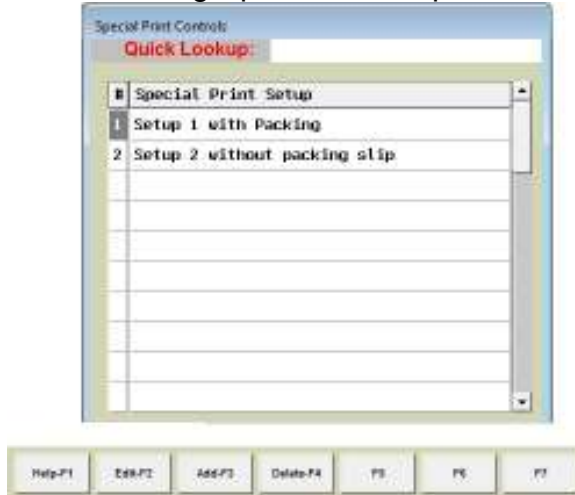 Special Print Controls
Quick Lookup:
# Special Print Setup
1 Setup 1 with Packing
2 Setup 2 without packing slip
Help-F1 Edit-F2 Add-F3 Delete-F4 F5 F6 F7